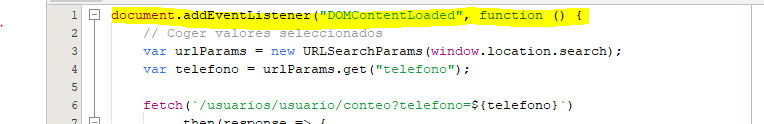 1 document.addEventListener("DOMContentLoaded", function () {
2 // Coger valores seleccionados
3 var urlParams = new URLSearchParams(window.location.search);
4 var telefono = urlParams.get("telefono");
5
6 fetch(`/usuarios/usuario/conteo?telefono=${telefono}`)
7 .then(response => {